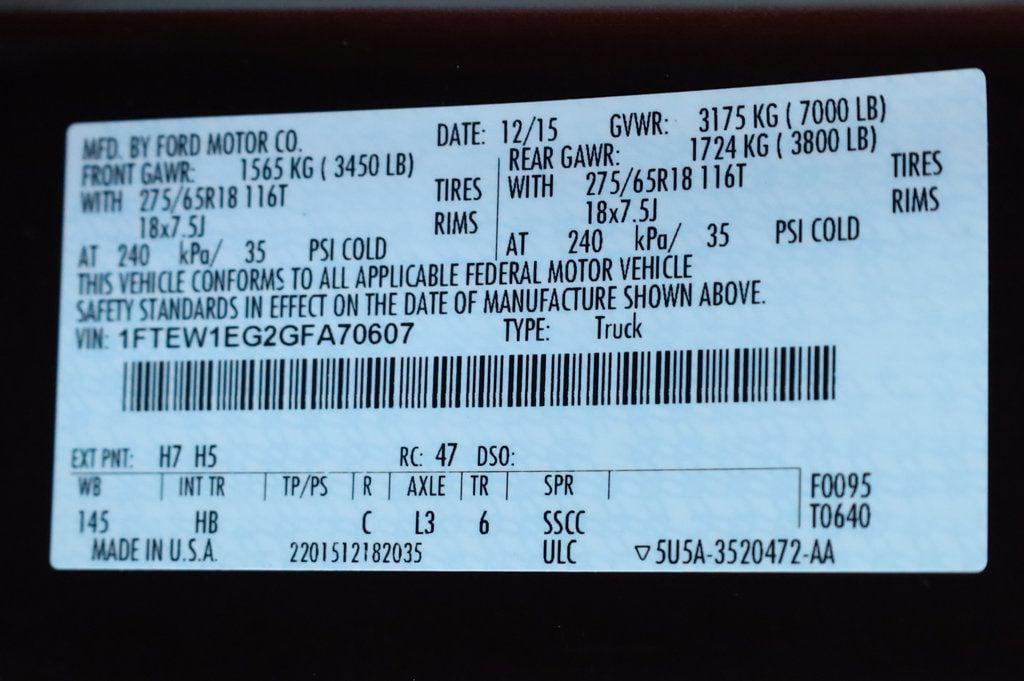 MFD. BY FORD MOTOR CO. DATE: 12/15 GVWR: 3175 KG ( 7000 LB)
FRONT GAWR: 1565 KG ( 3450 LB) REAR GAWR: 1724 KG ( 3800 LB)
WITH 275/65R18 116T TIRES WITH 275/65R18 116T TIRES
18x7.5J RIMS 18x7.5J RIMS
AT 240 kPa/ 35 PSI COLD AT 240 kPa/ 35 PSI COLD
THIS VEHICLE CONFORMS TO ALL APPLICABLE FEDERAL MOTOR VEHICLE
SAFETY STANDARDS IN EFFECT ON THE DATE OF MANUFACTURE SHOWN ABOVE.
VIN: 1FTEW1EG2GFA70607 TYPE: Truck
EXT PNT: H7 H5 RC: 47 DSO:
WB INT TR TP/PS R AXLE TR SPR F0095
145 HB C L3 6 SSCC T0640
MADE IN U.S.A. 2201512182035 ULC ▽5U5A-3520472-AA